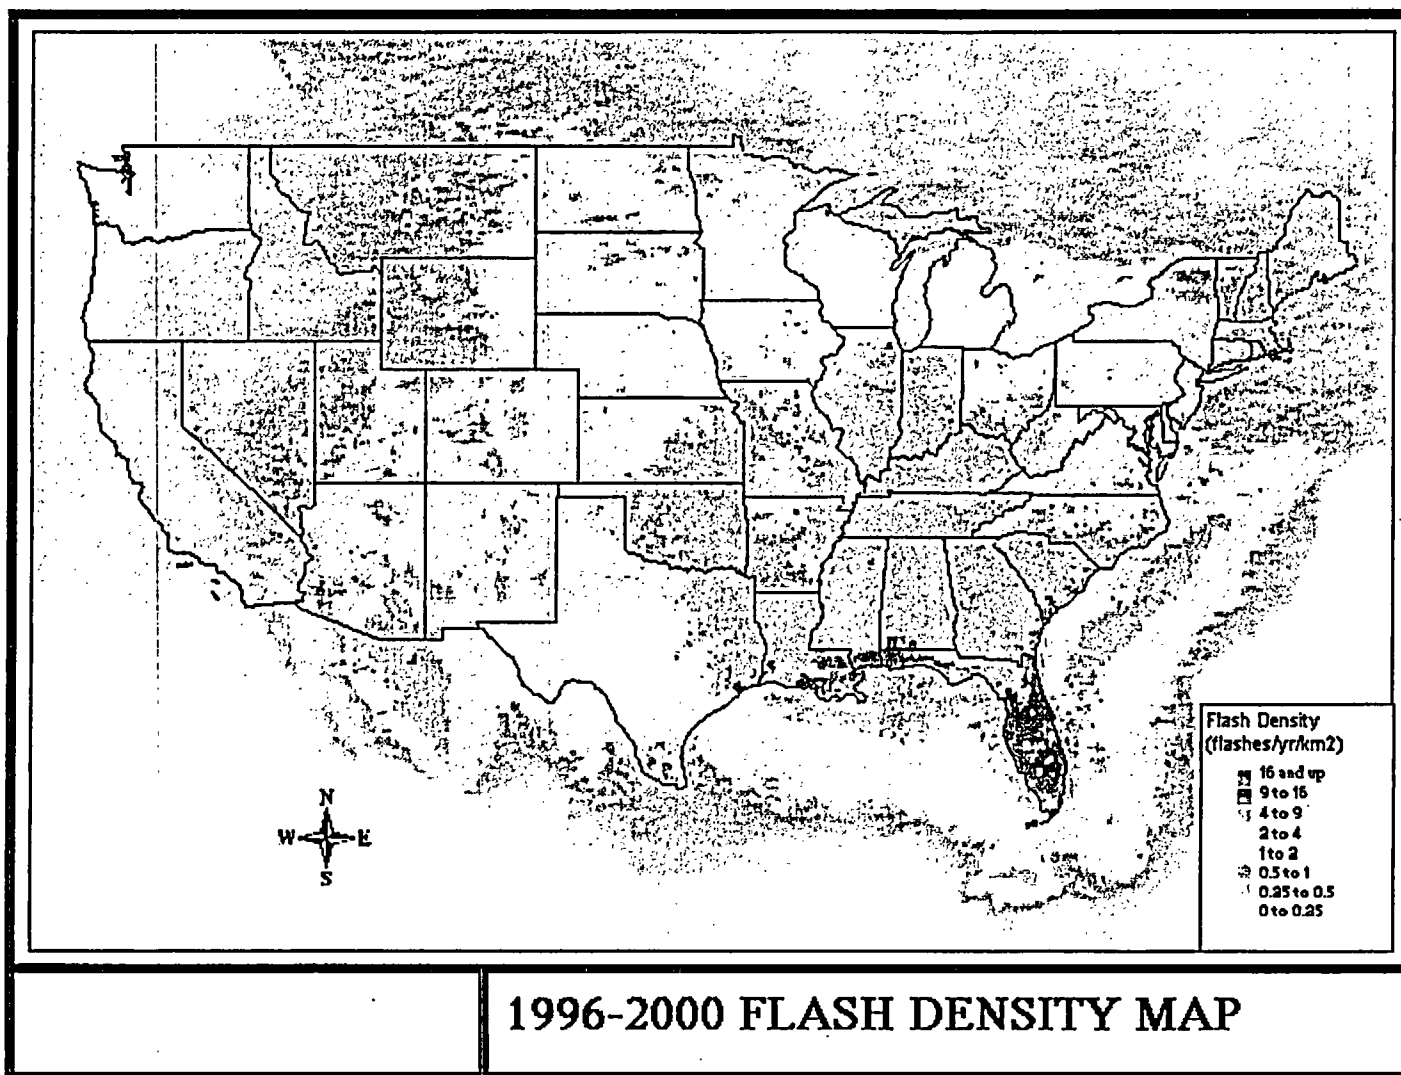 Flash Density
(flashes/yr/km2)
16 and up
9 to 16
4 to 9
2 to 4
1 to 2
0.5 to 1
0.25 to 0.5
0 to 0.25
N
W E
S
1996-2000 FLASH DENSITY MAP